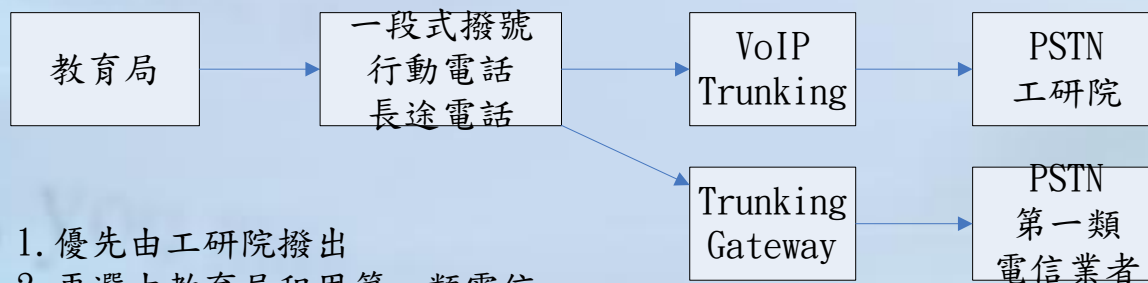 教育局
一段式撥號
行動電話
長途電話
VoIP
Trunking
PSTN
工研院
Trunking
Gateway
PSTN
第一類
電信業者
1.優先由工研院撥出